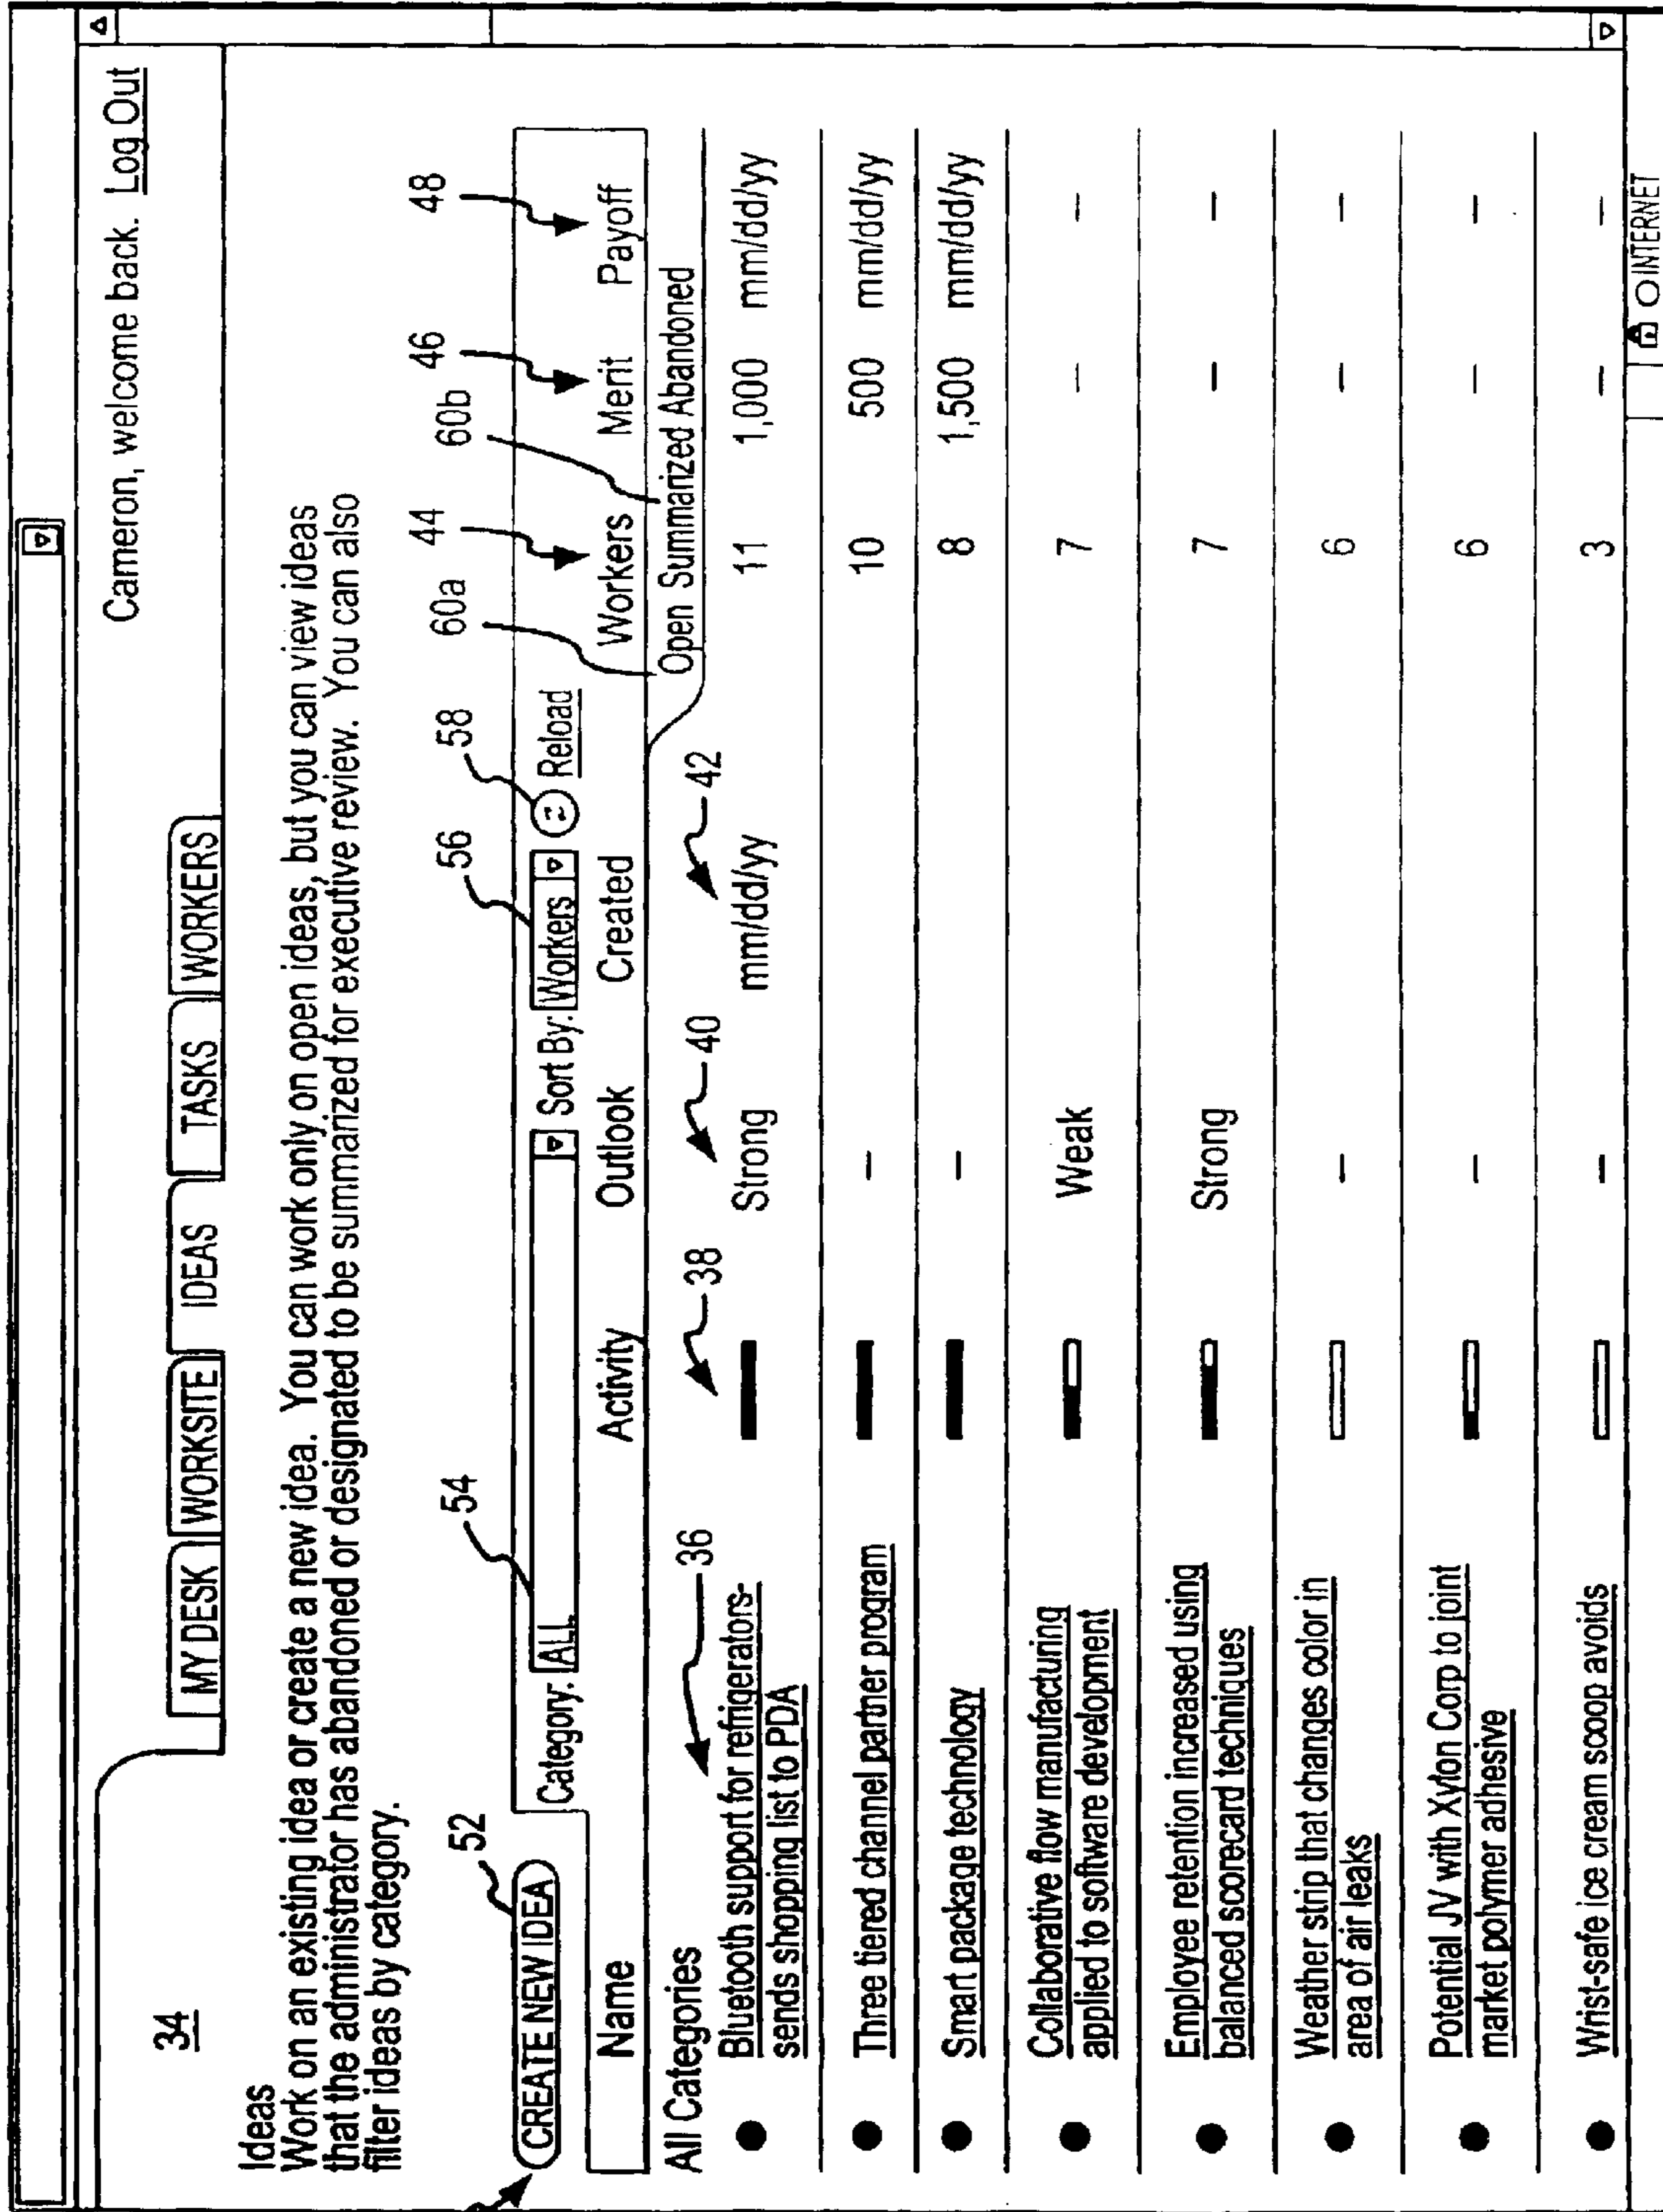 Cameron, welcome back. Log Out
34
MY DESK WORKSITE IDEAS TASKS WORKERS
Ideas
Work on an existing idea or create a new idea. You can work only on open ideas, but you can view ideas
that the administrator has abandoned or designated to be summarized for executive review. You can also
filter ideas by category.
52 54 56 58 60a 44 60b 46 48
CREATE NEW IDEA Category: ALL Sort By: Workers Reload
Name Activity Outlook Created Workers Merit Payoff
All Categories Open Summarized Abandoned
36 38 40 42
Bluetooth support for refrigerators- Strong mm/dd/yy 11 1,000 mm/dd/yy
sends shopping list to PDA
Three tiered channel partner program – 10 500 mm/dd/yy
Smart package technology – 8 1,500 mm/dd/yy
Collaborative flow manufacturing Weak 7 – –
applied to software development
Employee retention increased using Strong 7 – –
balanced scorecard techniques
Weather strip that changes color in – 6 – –
area of air leaks
Potential JV with Xylon Corp to joint – 6 – –
market polymer adhesive
Wrist-safe ice cream scoop avoids – 3 – –
INTERNET